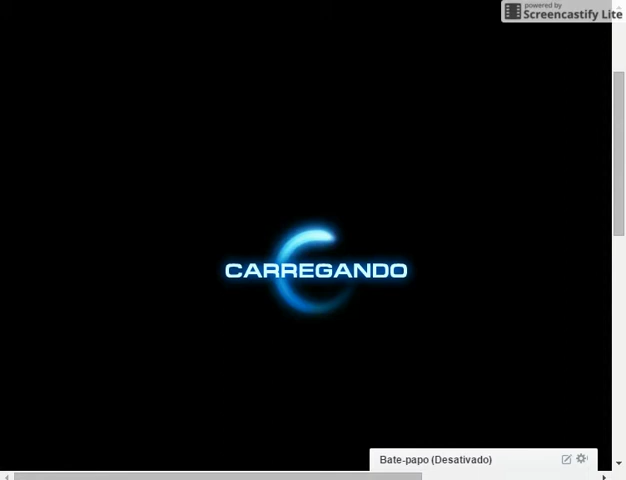 powered by
Screencastify Lite
CARREGANDO
Bate-papo (Desativado)